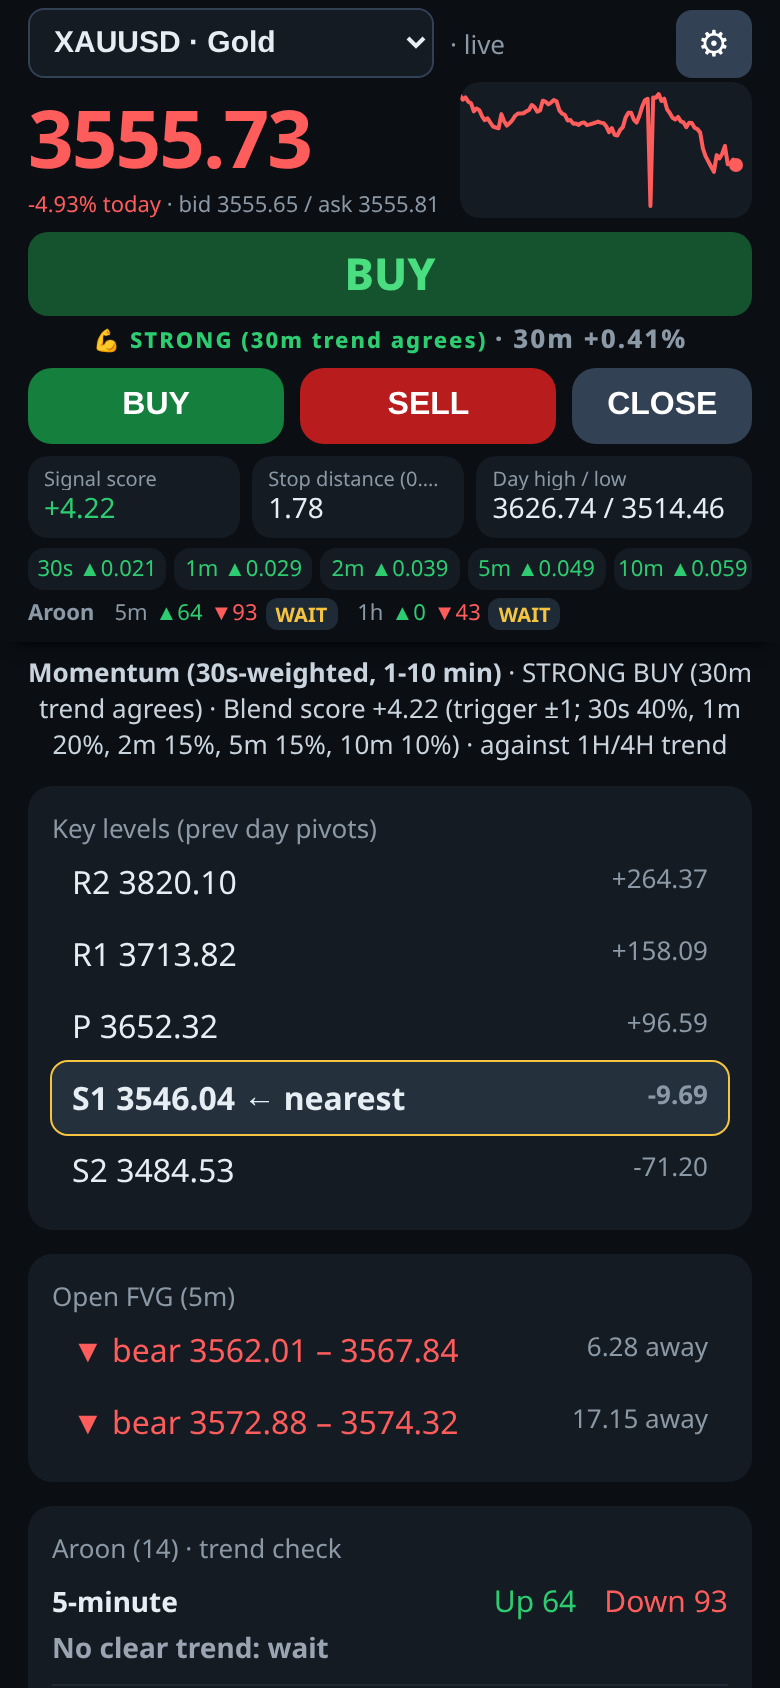 XAUUSD · Gold
· live
3555.73
-4.93% today · bid 3555.65 / ask 3555.81
BUY
💪 STRONG (30m trend agrees) · 30m +0.41%
BUY SELL CLOSE
Signal score Stop distance (0.... Day high / low
+4.22 1.78 3626.74 / 3514.46
30s ▲0.021 1m ▲0.029 2m ▲0.039 5m ▲0.049 10m ▲0.059
Aroon 5m ▲64 ▼93 WAIT 1h ▲0 ▼43 WAIT
Momentum (30s-weighted, 1-10 min) · STRONG BUY (30m
trend agrees) · Blend score +4.22 (trigger ±1; 30s 40%, 1m
20%, 2m 15%, 5m 15%, 10m 10%) · against 1H/4H trend
Key levels (prev day pivots)
R2 3820.10 +264.37
R1 3713.82 +158.09
P 3652.32 +96.59
S1 3546.04 ← nearest -9.69
S2 3484.53 -71.20
Open FVG (5m)
▼ bear 3562.01 – 3567.84 6.28 away
▼ bear 3572.88 – 3574.32 17.15 away
Aroon (14) · trend check
5-minute Up 64 Down 93
No clear trend: wait